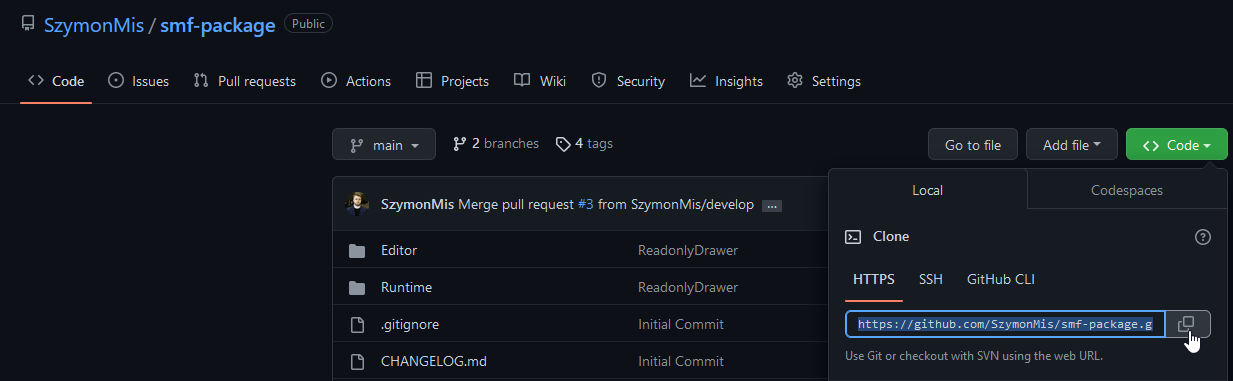 SzymonMis / smf-package Public
Code Issues Pull requests Actions Projects Wiki Security Insights Settings
main 2 branches 4 tags Go to file Add file Code
Local Codespaces
SzymonMis Merge pull request #3 from SzymonMis/develop ...
Clone
Editor ReadonlyDrawer
HTTPS SSH GitHub CLI
Runtime ReadonlyDrawer
.gitignore Initial Commit
https://github.com/SzymonMis/smf-package.g
Use Git or checkout with SVN using the web URL.
CHANGELOG.md Initial Commit